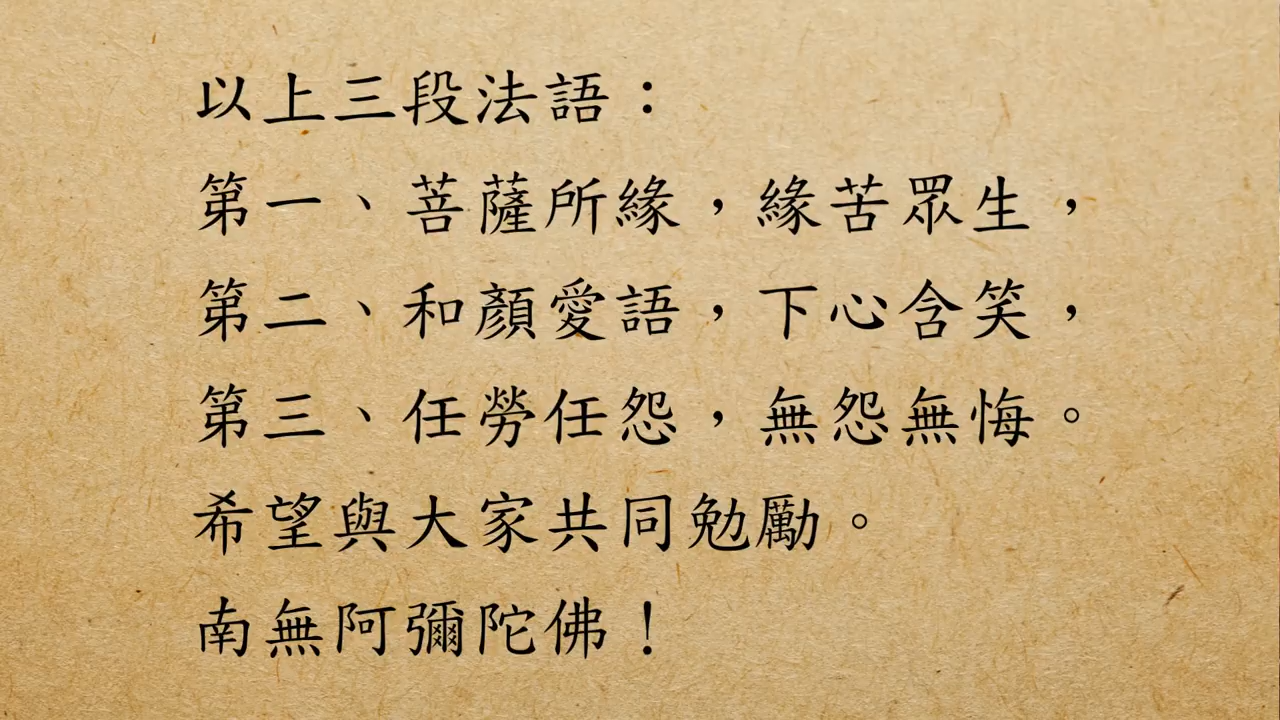 以上三段法語：
第一、菩薩所緣，緣苦眾生，
第二、和顏愛語，下心含笑，
第三、任勞任怨，無怨無悔。
希望與大家共同勉勵。
南無阿彌陀佛！